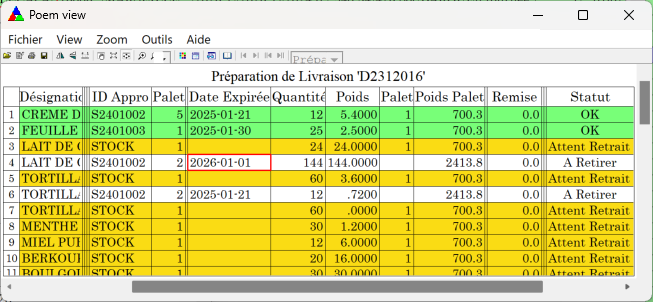 Poem view
Fichier View Zoom Outils Aide
Prépa
Préparation de Livraison 'D2312016'
Désignatio ID Appro Palet Date Expirée Quantité Poids Palet Poids Palet Remise Statut
1 CREME D S2401002 5 2025-01-21 12 5.4000 1 700.3 0.0 OK
2 FEUILLE S2401003 1 2025-01-30 25 2.5000 1 700.3 0.0 OK
3 LAIT DE C STOCK 1 24 24.0000 1 700.3 0.0 Attent Retrait
4 LAIT DE C S2401002 2 2026-01-01 144 144.0000 2413.8 0.0 A Retirer
5 TORTILLA STOCK 1 60 3.6000 1 700.3 0.0 Attent Retrait
6 TORTILLA S2401002 2 2025-01-21 12 .7200 2413.8 0.0 A Retirer
7 TORTILLA STOCK 1 60 .0000 1 700.3 0.0 Attent Retrait
8 MENTHE STOCK 1 30 1.2000 1 700.3 0.0 Attent Retrait
9 MIEL PUR STOCK 1 12 6.0000 1 700.3 0.0 Attent Retrait
10 BERKOUI STOCK 1 20 16.0000 1 700.3 0.0 Attent Retrait
11 BOULGOU STOCK 1 30 30.0000 1 700.3 0.0 Attent Retrait